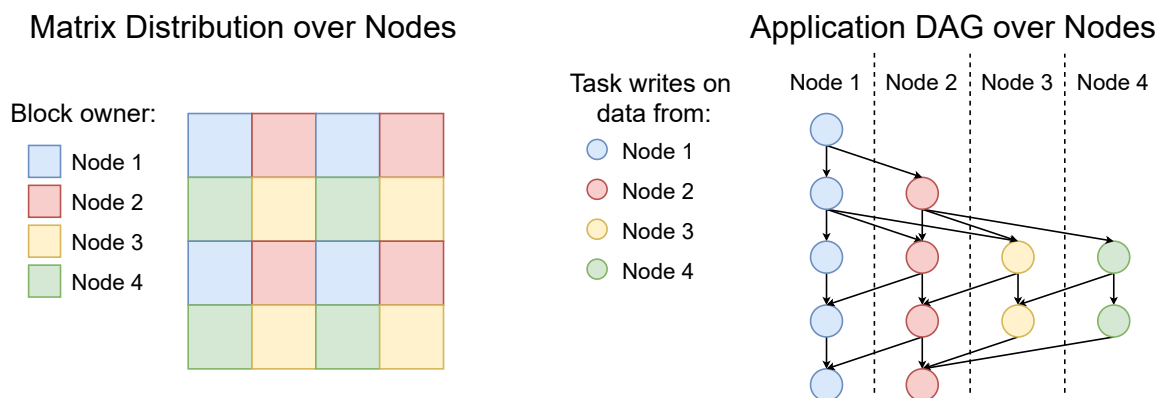 Matrix Distribution over Nodes
Block owner:
Node 1
Node 2
Node 3
Node 4
Application DAG over Nodes
Task writes on
data from:
Node 1
Node 2
Node 3
Node 4
Node 1 Node 2 Node 3 Node 4